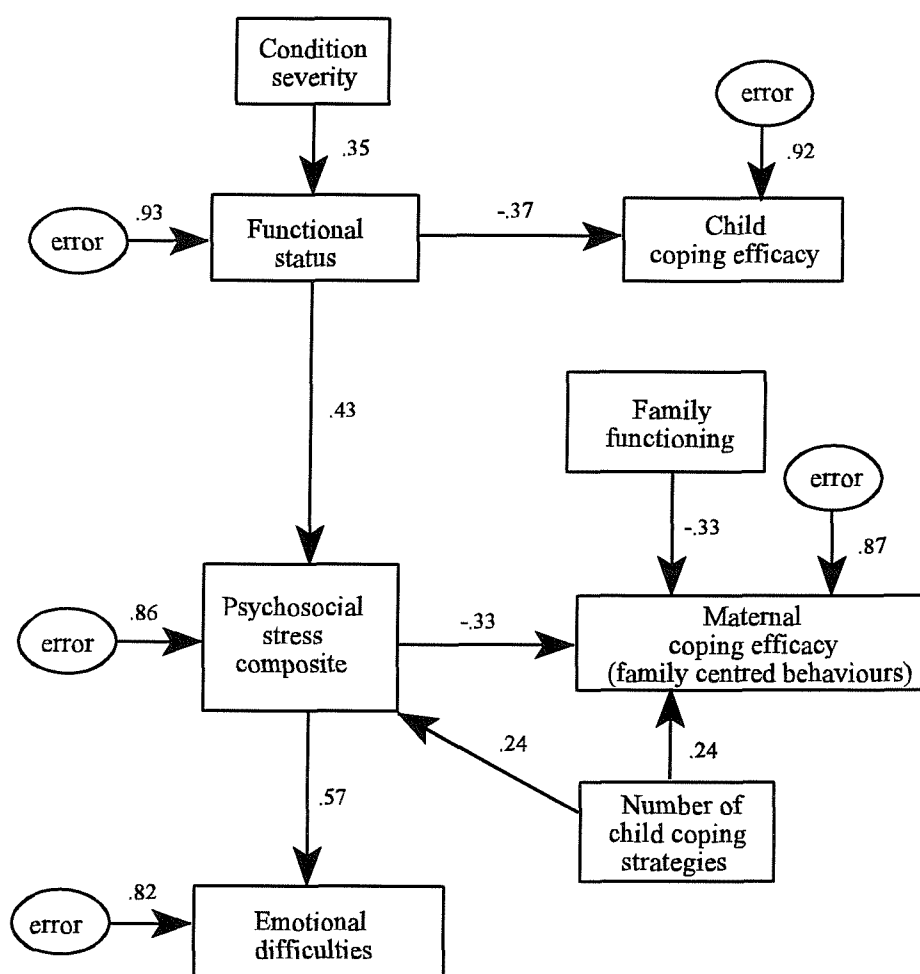 Condition
severity
error
.35
.92
.93
error
Functional
status
-.37
Child
coping efficacy
.43
Family
functioning
error
-.33
.87
.86
error
Psychosocial
stress
composite
-.33
Maternal
coping efficacy
(family centred behaviours)
.24
.24
.57
Number of
child coping
strategies
.82
error
Emotional
difficulties